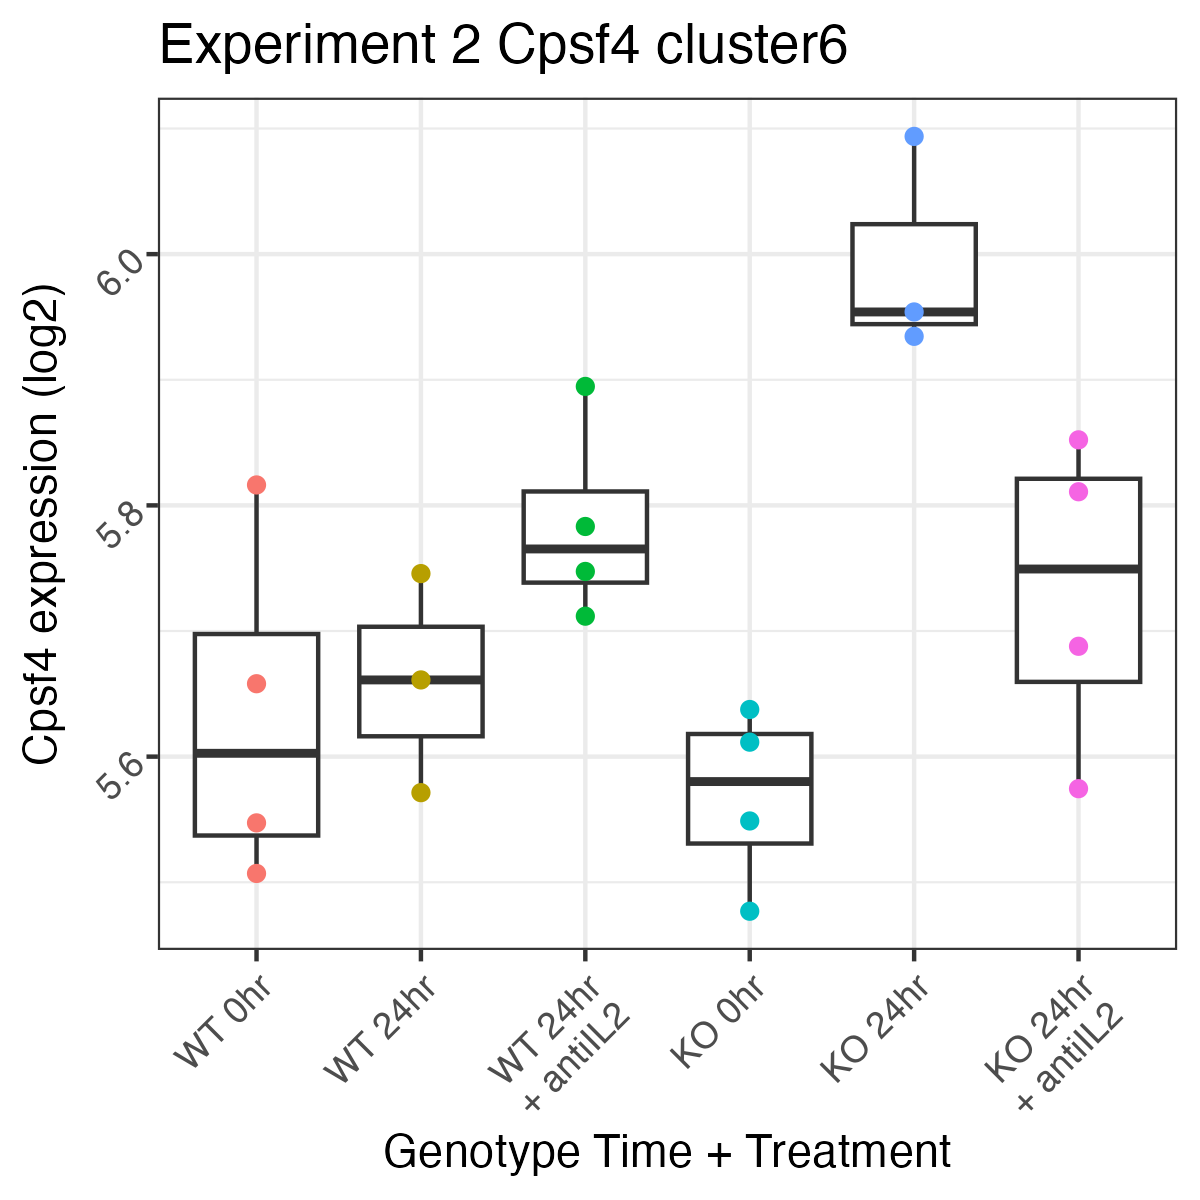 Experiment 2 Cpsf4 cluster6
Cpsf4 expression (log2)
6.0
5.8
5.6
WT 0hr
WT 24hr
WT 24hr
+ antiIL2
KO 0hr
KO 24hr
KO 24hr
+ antiIL2
Genotype Time + Treatment